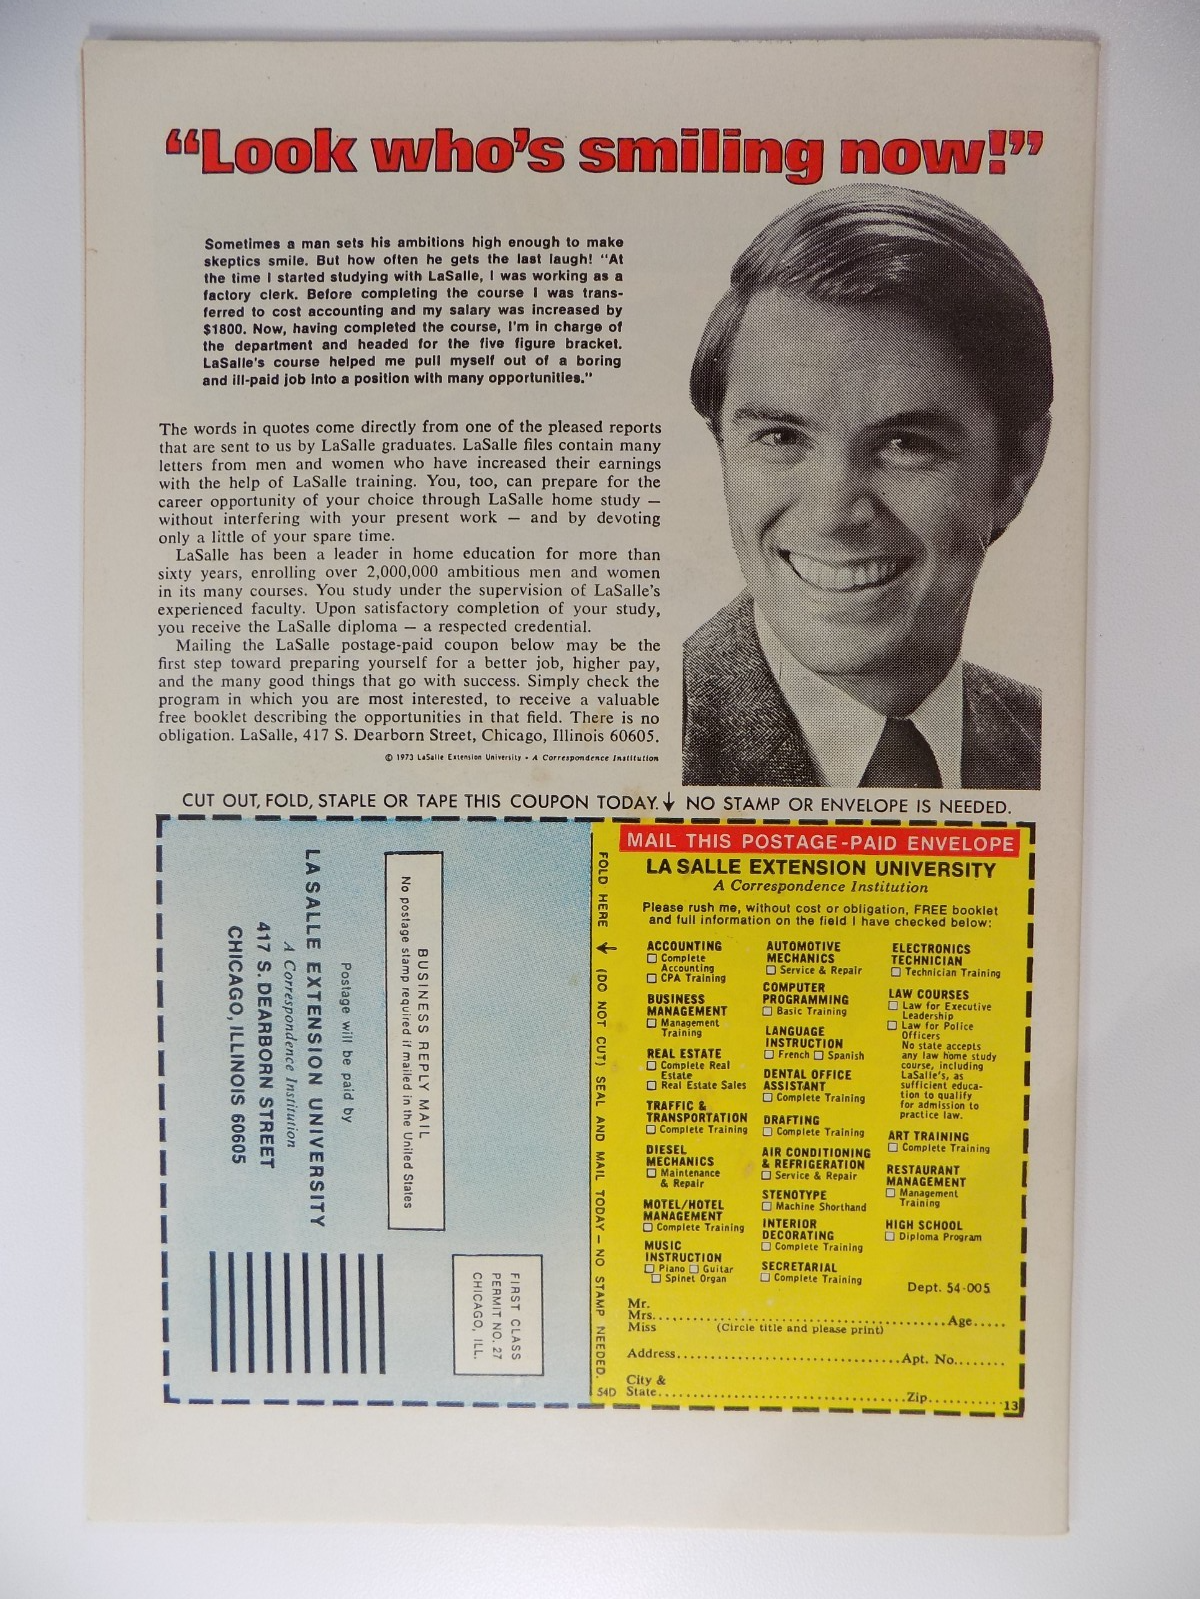 “Look who’s smiling now!”
Sometimes a man sets his ambitions high enough to make
skeptics smile. But how often he gets the last laugh! “At
the time I started studying with LaSalle, I was working as a
factory clerk. Before completing the course I was trans-
ferred to cost accounting and my salary was increased by
$1800. Now, having completed the course, I’m in charge of
the department and headed for the five figure bracket.
LaSalle’s course helped me pull myself out of a boring
and ill-paid job into a position with many opportunities.”
The words in quotes come directly from one of the pleased reports
that are sent to us by LaSalle graduates. LaSalle files contain many
letters from men and women who have increased their earnings
with the help of LaSalle training. You, too, can prepare for the
career opportunity of your choice through LaSalle home study —
without interfering with your present work — and by devoting
only a little of your spare time.
LaSalle has been a leader in home education for more than
sixty years, enrolling over 2,000,000 ambitious men and women
in its many courses. You study under the supervision of LaSalle’s
experienced faculty. Upon satisfactory completion of your study,
you receive the LaSalle diploma — a respected credential.
Mailing the LaSalle postage-paid coupon below may be the
first step toward preparing yourself for a better job, higher pay,
and the many good things that go with success. Simply check the
program in which you are most interested, to receive a valuable
free booklet describing the opportunities in that field. There is no
obligation. LaSalle, 417 S. Dearborn Street, Chicago, Illinois 60605.
© 1973 LaSalle Extension University • A Correspondence Institution
CUT OUT, FOLD, STAPLE OR TAPE THIS COUPON TODAY. ↓ NO STAMP OR ENVELOPE IS NEEDED.
FIRST CLASS
PERMIT NO. 27
CHICAGO, ILL.
BUSINESS REPLY MAIL
No postage stamp required if mailed in the United States
Postage will be paid by
LA SALLE EXTENSION UNIVERSITY
A Correspondence Institution
417 S. DEARBORN STREET
CHICAGO, ILLINOIS 60605
FOLD HERE ↓ (DO NOT CUT) SEAL AND MAIL TODAY — NO STAMP NEEDED.
54D
MAIL THIS POSTAGE-PAID ENVELOPE
LA SALLE EXTENSION UNIVERSITY
A Correspondence Institution
Please rush me, without cost or obligation, FREE booklet
and full information on the field I have checked below:
ACCOUNTING
☐ Complete
Accounting
☐ CPA Training
BUSINESS
MANAGEMENT
☐ Management
Training
REAL ESTATE
☐ Complete Real
Estate
☐ Real Estate Sales
TRAFFIC &
TRANSPORTATION
☐ Complete Training
DIESEL
MECHANICS
☐ Maintenance
& Repair
MOTEL/HOTEL
MANAGEMENT
☐ Complete Training
MUSIC
INSTRUCTION
☐ Piano ☐ Guitar
☐ Spinet Organ
AUTOMOTIVE
MECHANICS
☐ Service & Repair
COMPUTER
PROGRAMMING
☐ Basic Training
LANGUAGE
INSTRUCTION
☐ French ☐ Spanish
DENTAL OFFICE
ASSISTANT
☐ Complete Training
DRAFTING
☐ Complete Training
AIR CONDITIONING
& REFRIGERATION
☐ Service & Repair
STENOTYPE
☐ Machine Shorthand
INTERIOR
DECORATING
☐ Complete Training
SECRETARIAL
☐ Complete Training
ELECTRONICS
TECHNICIAN
☐ Technician Training
LAW COURSES
☐ Law for Executive
Leadership
☐ Law for Police
Officers
No state accepts
any law home study
course, including
LaSalle’s, as
sufficient educa-
tion to qualify
for admission to
practice law.
ART TRAINING
☐ Complete Training
RESTAURANT
MANAGEMENT
☐ Management
Training
HIGH SCHOOL
☐ Diploma Program
Dept. 54-005
Mr.
Mrs. Age
Miss (Circle title and please print)
Address Apt. No.
City &
State Zip
13